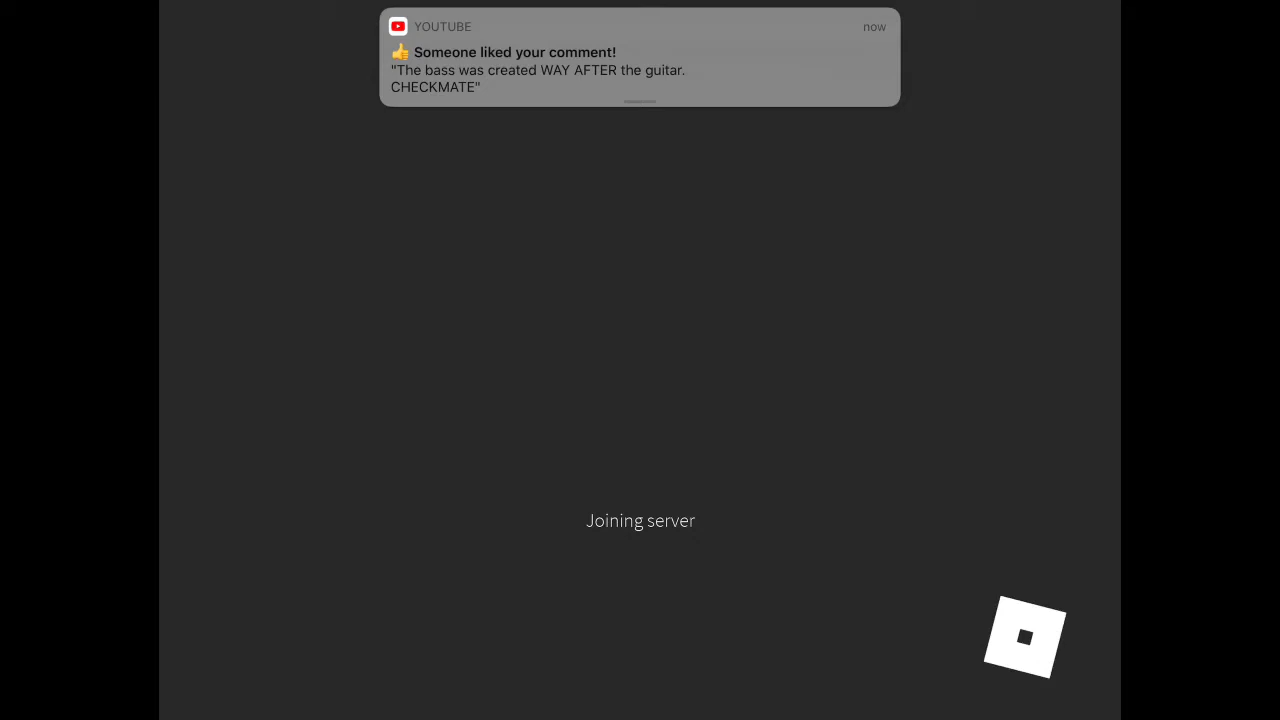 YOUTUBE now
👍 Someone liked your comment!
"The bass was created WAY AFTER the guitar.
CHECKMATE"
Joining server